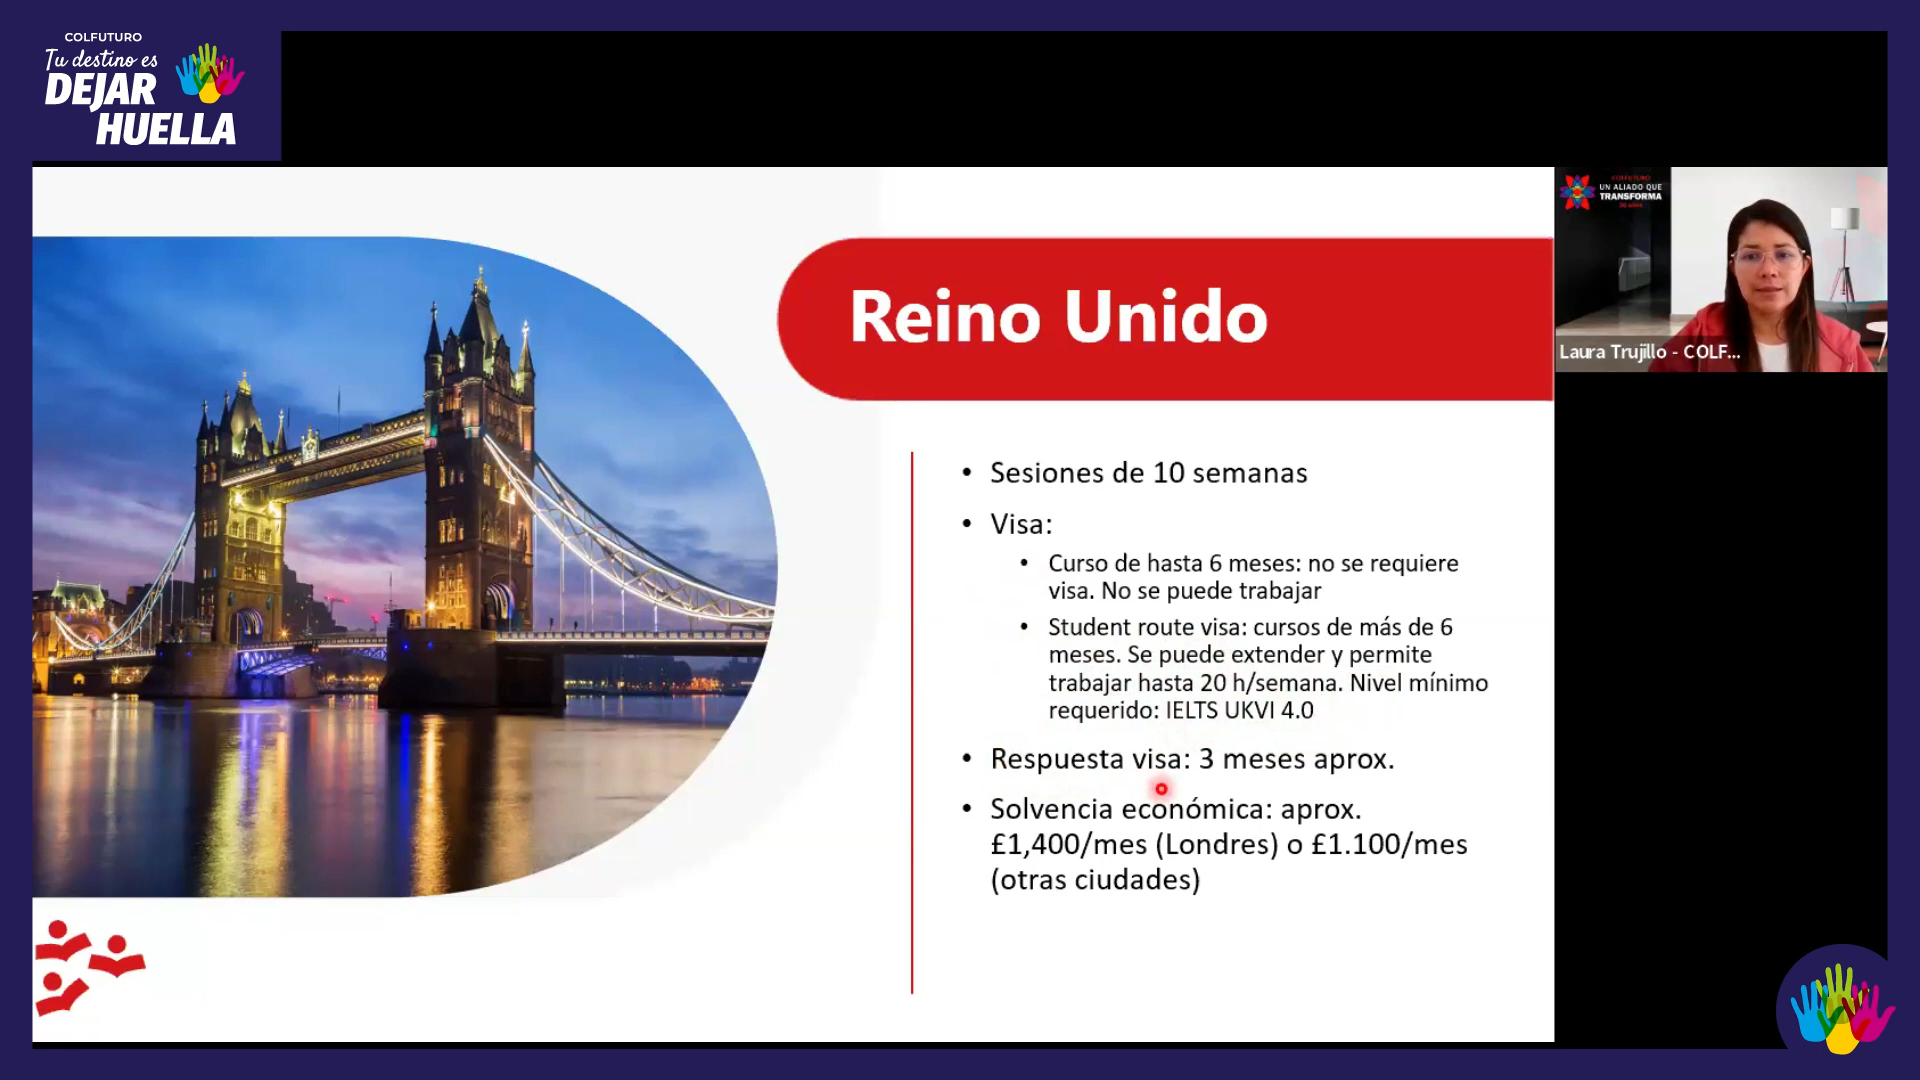 COLFUTURO
Tu destino es
DEJAR
HUELLA
UN ALIADO QUE
TRANSFORMA
Laura Trujillo - COLF...
Reino Unido
• Sesiones de 10 semanas
• Visa:
• Curso de hasta 6 meses: no se requiere
visa. No se puede trabajar
• Student route visa: cursos de más de 6
meses. Se puede extender y permite
trabajar hasta 20 h/semana. Nivel mínimo
requerido: IELTS UKVI 4.0
• Respuesta visa: 3 meses aprox.
• Solvencia económica: aprox.
£1,400/mes (Londres) o £1.100/mes
(otras ciudades)